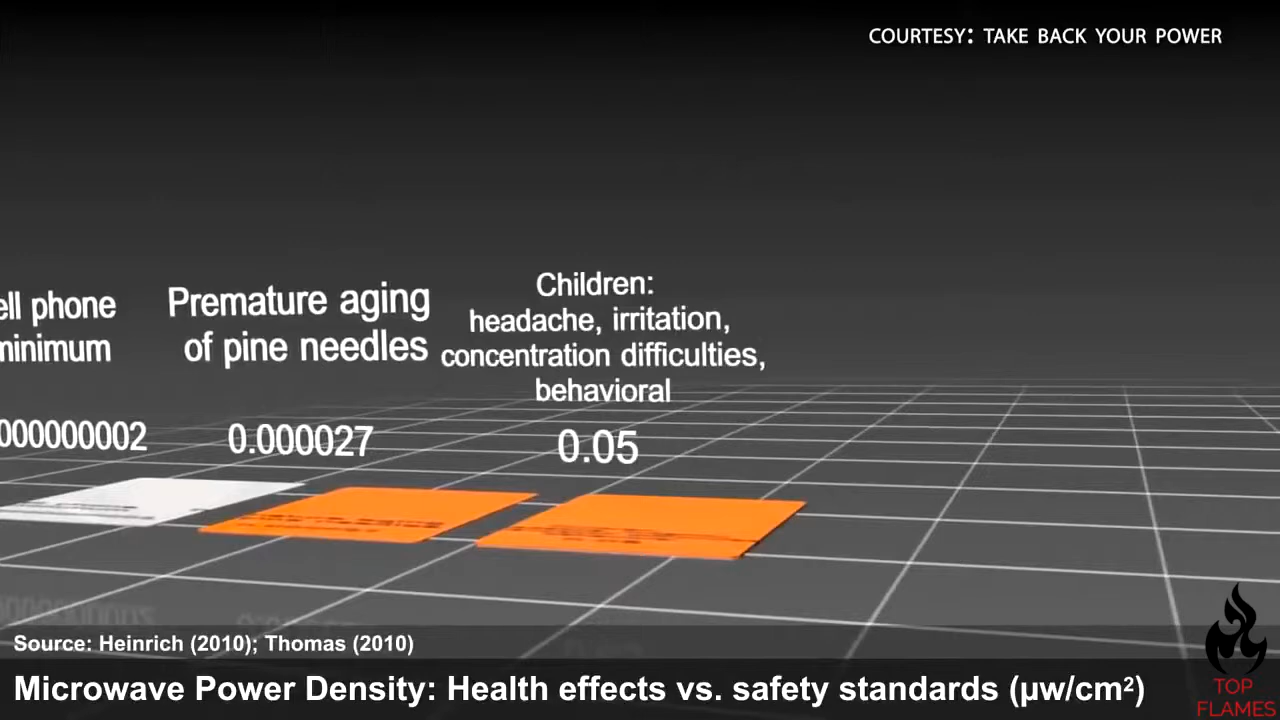 COURTESY: TAKE BACK YOUR POWER
ell phone
minimum
000000002
Premature aging
of pine needles
0.000027
Children:
headache, irritation,
concentration difficulties,
behavioral
0.05
Source: Heinrich (2010); Thomas (2010)
Microwave Power Density: Health effects vs. safety standards (µw/cm²)
TOP
FLAMES